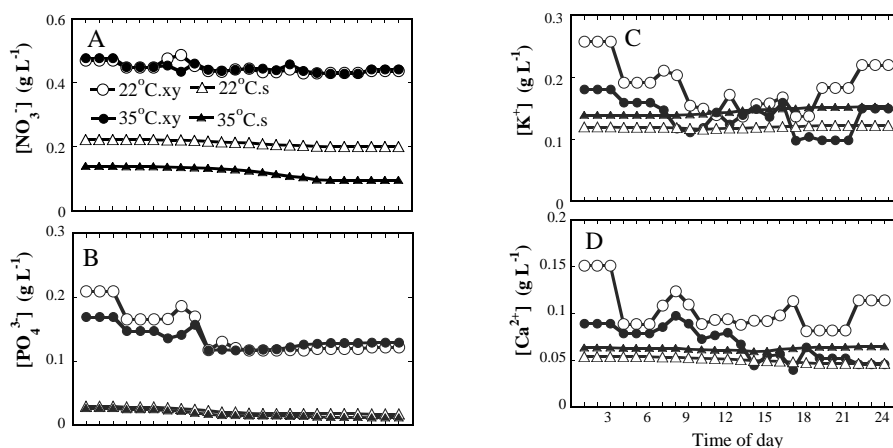 A
[NO3-] (g L-1)
0.6
0.4
0.2
0
22°C.xy
22°C.s
35°C.xy
35°C.s
B
[PO43-] (g L-1)
0.3
0.2
0.1
0
C
[K+] (g L-1)
0.3
0.2
0.1
0
D
[Ca2+] (g L-1)
0.2
0.15
0.1
0.05
0
3 6 9 12 15 18 21 24
Time of day